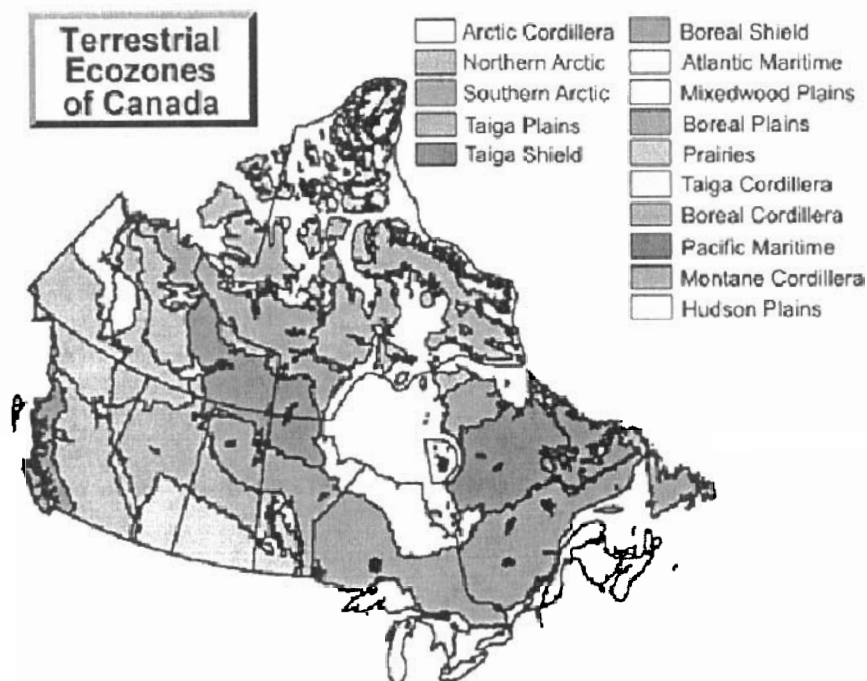 Terrestrial
Ecozones
of Canada
Arctic Cordillera
Northern Arctic
Southern Arctic
Taiga Plains
Taiga Shield
Boreal Shield
Atlantic Maritime
Mixedwood Plains
Boreal Plains
Prairies
Taiga Cordillera
Boreal Cordillera
Pacific Maritime
Montane Cordillera
Hudson Plains